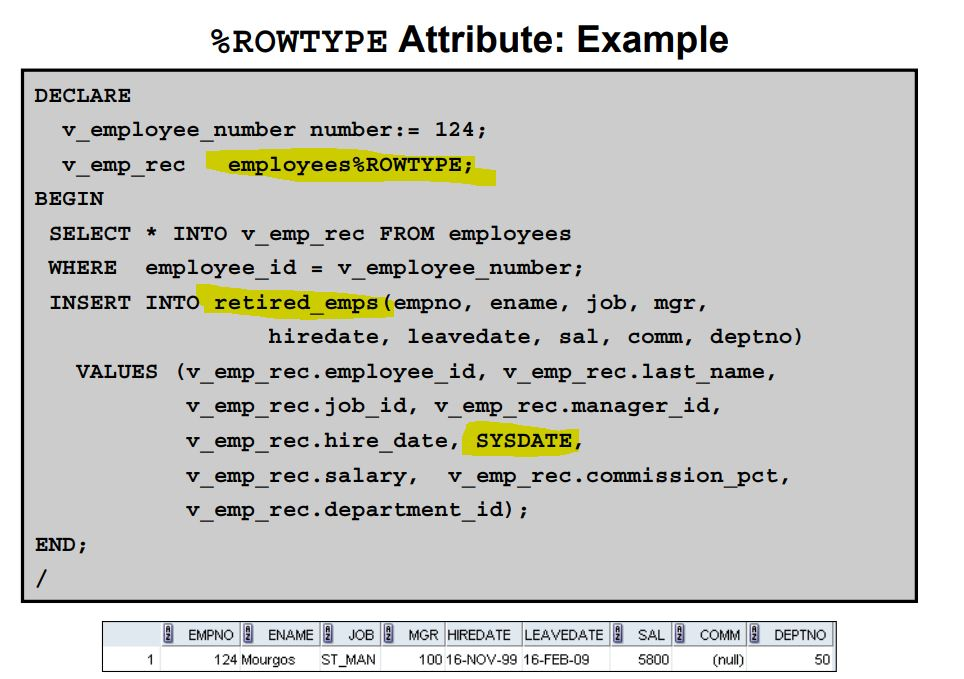 %ROWTYPE Attribute: Example
DECLARE
v_employee_number number:= 124;
v_emp_rec employees%ROWTYPE;
BEGIN
SELECT * INTO v_emp_rec FROM employees
WHERE employee_id = v_employee_number;
INSERT INTO retired_emps(empno, ename, job, mgr,
hiredate, leavedate, sal, comm, deptno)
VALUES (v_emp_rec.employee_id, v_emp_rec.last_name,
v_emp_rec.job_id, v_emp_rec.manager_id,
v_emp_rec.hire_date, SYSDATE,
v_emp_rec.salary, v_emp_rec.commission_pct,
v_emp_rec.department_id);
END;
/
EMPNO ENAME JOB MGR HIREDATE LEAVEDATE SAL COMM DEPTNO
1 124 Mourgos ST_MAN 100 16-NOV-99 16-FEB-09 5800 (null) 50